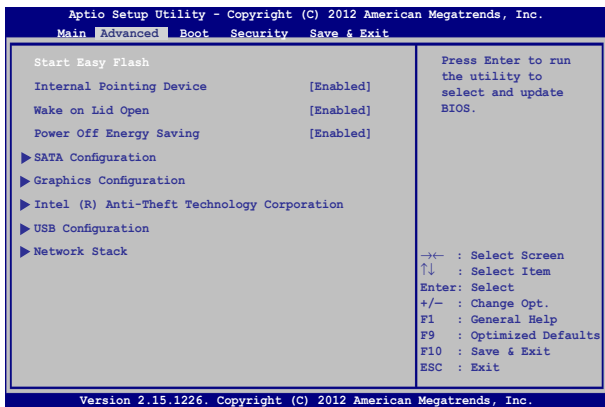 Aptio Setup Utility - Copyright (C) 2012 American Megatrends, Inc.
Main Advanced Boot Security Save & Exit
Start Easy Flash
Internal Pointing Device [Enabled]
Wake on Lid Open [Enabled]
Power Off Energy Saving [Enabled]
SATA Configuration
Graphics Configuration
Intel (R) Anti-Theft Technology Corporation
USB Configuration
Network Stack
Press Enter to run
the utility to
select and update
BIOS.
→← : Select Screen
↑↓ : Select Item
Enter: Select
+/— : Change Opt.
F1 : General Help
F9 : Optimized Defaults
F10 : Save & Exit
ESC : Exit
Version 2.15.1226. Copyright (C) 2012 American Megatrends, Inc.